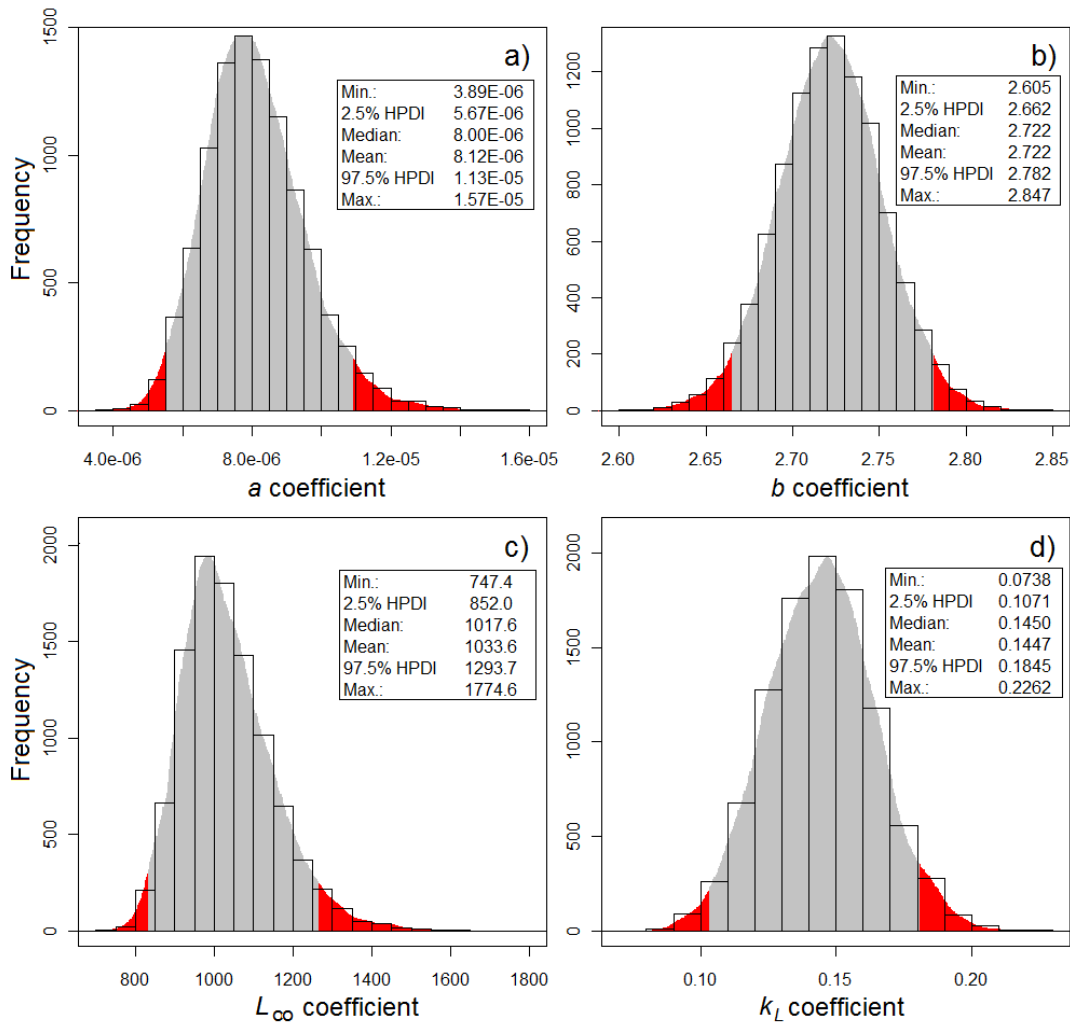 a)
Frequency
1500
1000
500
0
Min.: 3.89E-06
2.5% HPDI 5.67E-06
Median: 8.00E-06
Mean: 8.12E-06
97.5% HPDI 1.13E-05
Max.: 1.57E-05
4.0e-06 8.0e-06 1.2e-05 1.6e-05
a coefficient
b)
1200
1000
800
600
400
200
0
Min.: 2.605
2.5% HPDI 2.662
Median: 2.722
Mean: 2.722
97.5% HPDI 2.782
Max.: 2.847
2.60 2.65 2.70 2.75 2.80 2.85
b coefficient
c)
Frequency
2000
1500
1000
500
0
Min.: 747.4
2.5% HPDI 852.0
Median: 1017.6
Mean: 1033.6
97.5% HPDI 1293.7
Max.: 1774.6
800 1000 1200 1400 1600 1800
L∞ coefficient
d)
2000
1500
1000
500
0
Min.: 0.0738
2.5% HPDI 0.1071
Median: 0.1450
Mean: 0.1447
97.5% HPDI 0.1845
Max.: 0.2262
0.10 0.15 0.20
kL coefficient